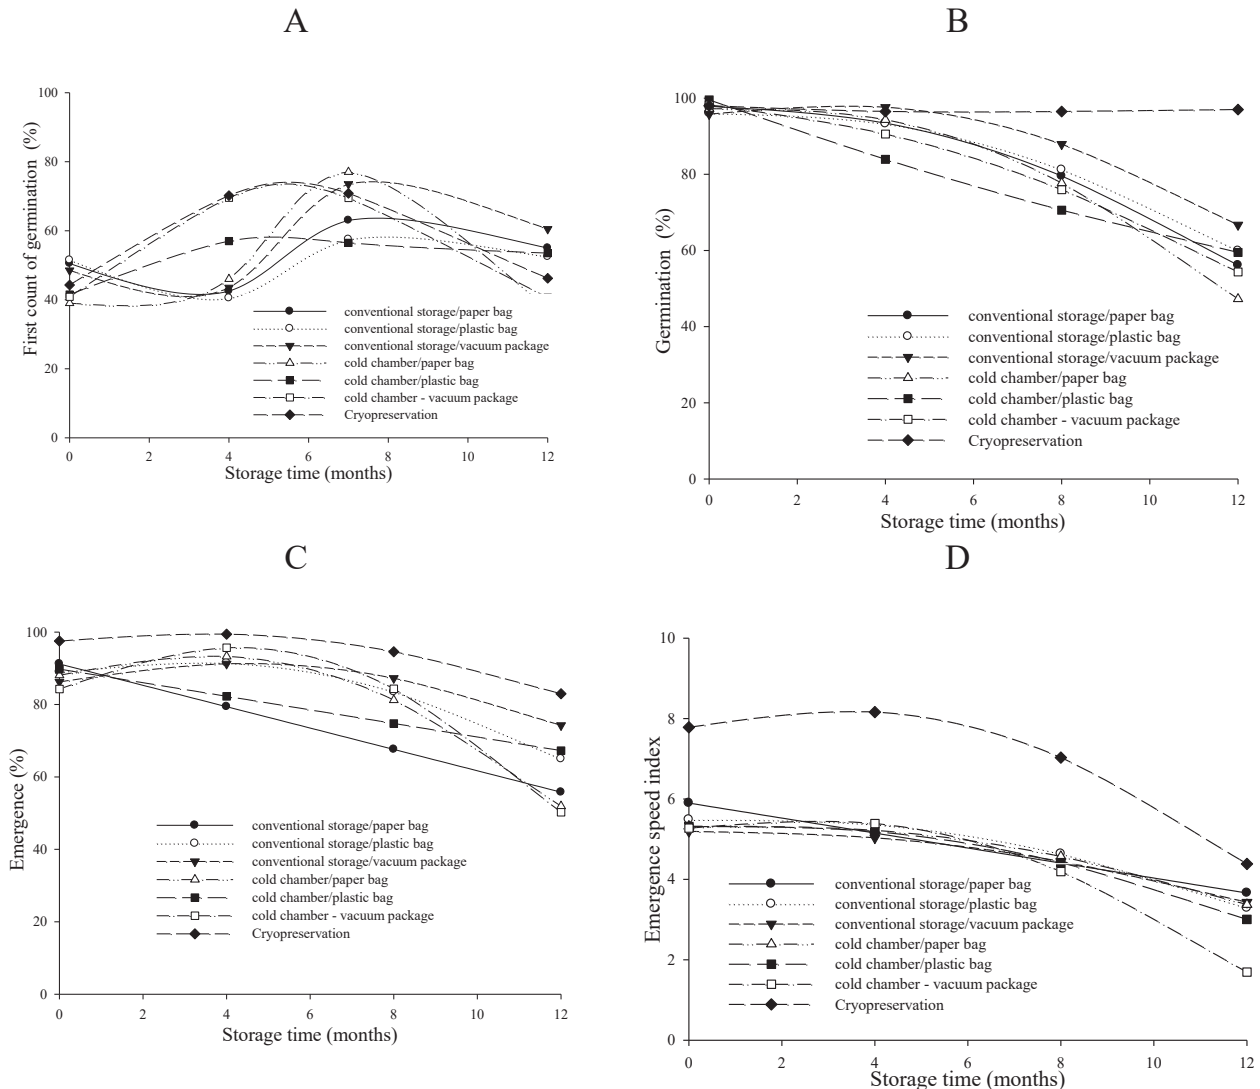 A
First count of germination (%)
100
80
60
40
20
0
conventional storage/paper bag
conventional storage/plastic bag
conventional storage/vacuum package
cold chamber/paper bag
cold chamber/plastic bag
cold chamber - vacuum package
Cryopreservation
0 2 4 6 8 10 12
Storage time (months)
B
Germination (%)
100
80
60
40
20
0
conventional storage/paper bag
conventional storage/plastic bag
conventional storage/vacuum package
cold chamber/paper bag
cold chamber/plastic bag
cold chamber - vacuum package
Cryopreservation
0 2 4 6 8 10 12
Storage time (months)
C
Emergence (%)
100
80
60
40
20
0
conventional storage/paper bag
conventional storage/plastic bag
conventional storage/vacuum package
cold chamber/paper bag
cold chamber/plastic bag
cold chamber - vacuum package
Cryopreservation
0 2 4 6 8 10 12
Storage time (months)
D
Emergence speed index
10
8
6
4
2
0
conventional storage/paper bag
conventional storage/plastic bag
conventional storage/vacuum package
cold chamber/paper bag
cold chamber/plastic bag
cold chamber - vacuum package
Cryopreservation
0 2 4 6 8 10 12
Storage time (months)